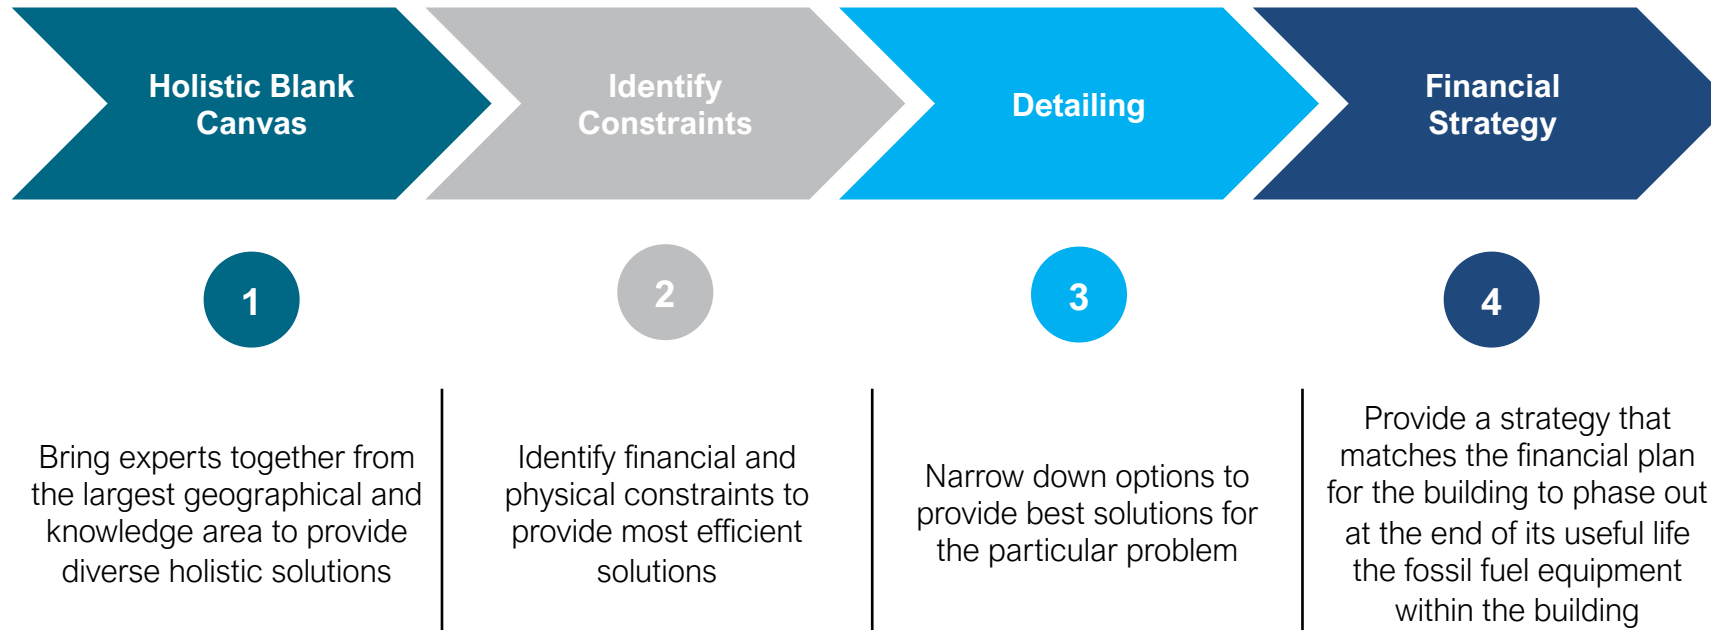 Holistic Blank
Canvas
Identify
Constraints
Detailing
Financial
Strategy
1
2
3
4
Bring experts together from
the largest geographical and
knowledge area to provide
diverse holistic solutions
Identify financial and
physical constraints to
provide most efficient
solutions
Narrow down options to
provide best solutions for
the particular problem
Provide a strategy that
matches the financial plan
for the building to phase out
at the end of its useful life
the fossil fuel equipment
within the building